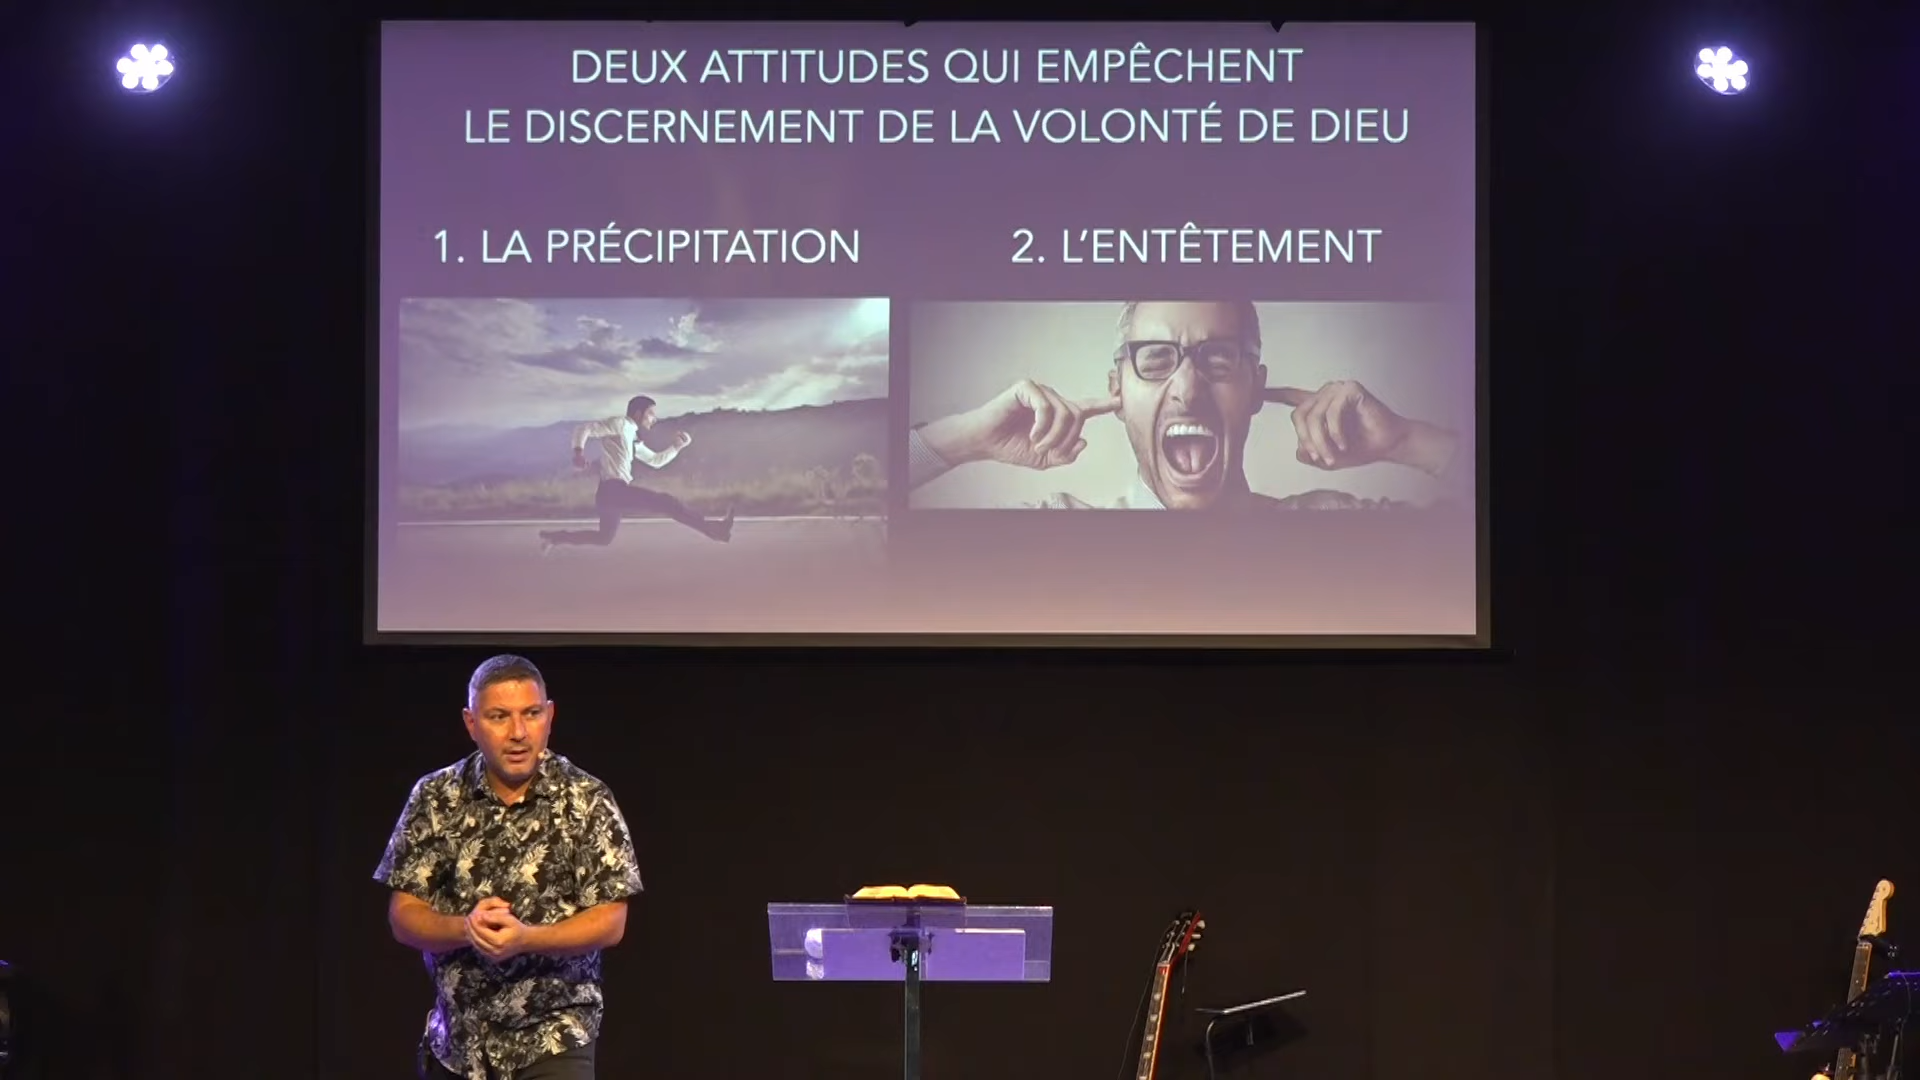 DEUX ATTITUDES QUI EMPÊCHENT
LE DISCERNEMENT DE LA VOLONTÉ DE DIEU
1. LA PRÉCIPITATION
2. L'ENTÊTEMENT